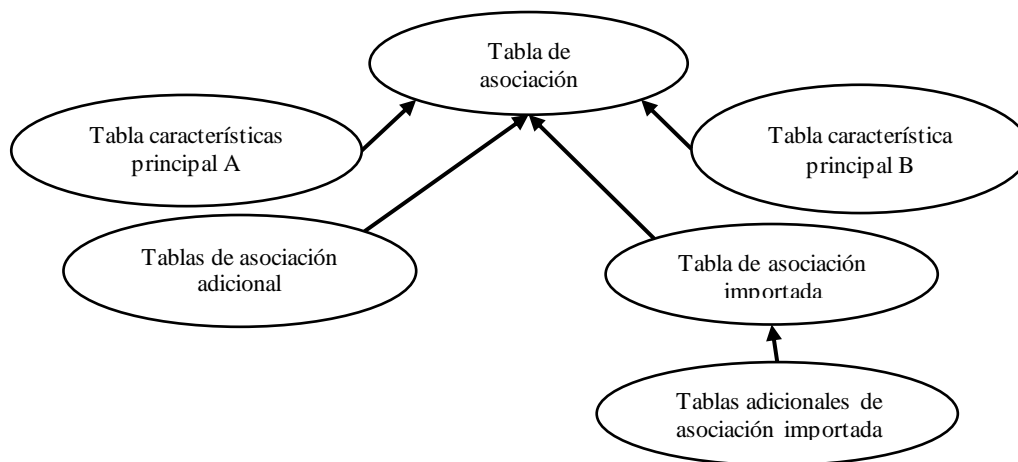 Tabla de
asociación
Tabla características
principal A
Tabla característica
principal B
Tablas de asociación
adicional
Tabla de asociación
importada
Tablas adicionales de
asociación importada